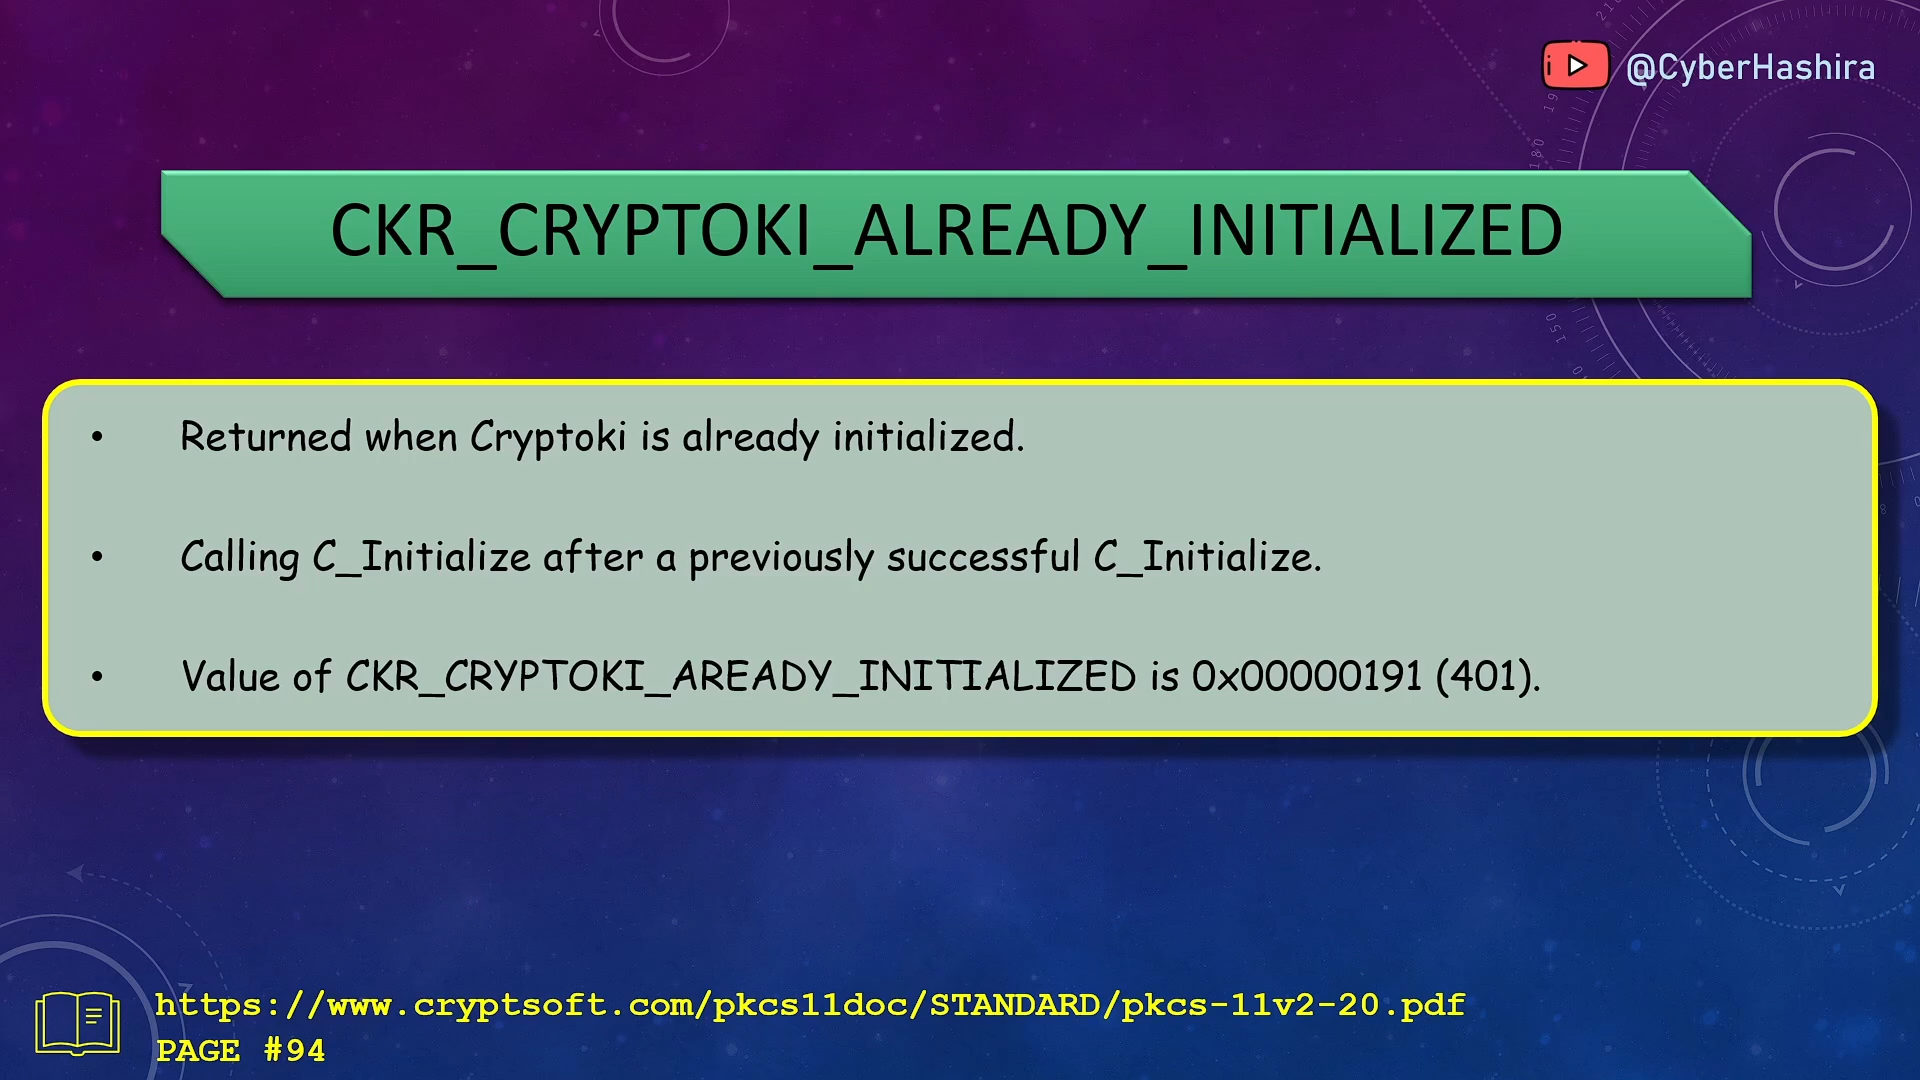 @CyberHashira
CKR_CRYPTOKI_ALREADY_INITIALIZED
• Returned when Cryptoki is already initialized.
• Calling C_Initialize after a previously successful C_Initialize.
• Value of CKR_CRYPTOKI_AREADY_INITIALIZED is 0x00000191 (401).
https://www.cryptsoft.com/pkcs11doc/STANDARD/pkcs-11v2-20.pdf
PAGE #94